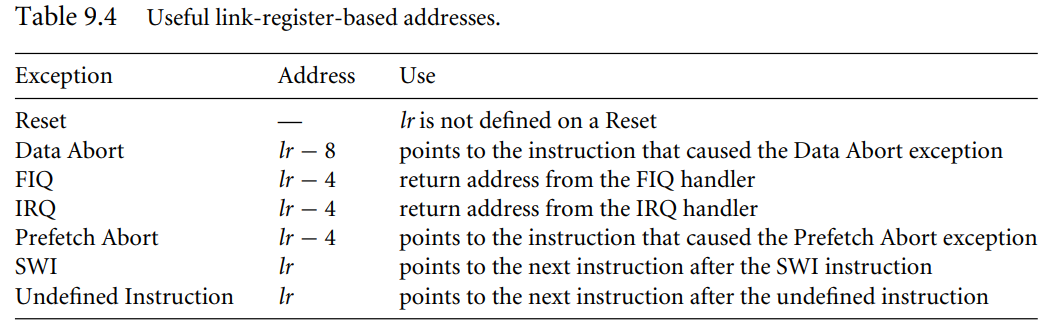 Table 9.4 Useful link-register-based addresses.
Exception Address Use
Reset — lr is not defined on a Reset
Data Abort lr − 8 points to the instruction that caused the Data Abort exception
FIQ lr − 4 return address from the FIQ handler
IRQ lr − 4 return address from the IRQ handler
Prefetch Abort lr − 4 points to the instruction that caused the Prefetch Abort exception
SWI lr points to the next instruction after the SWI instruction
Undefined Instruction lr points to the next instruction after the undefined instruction